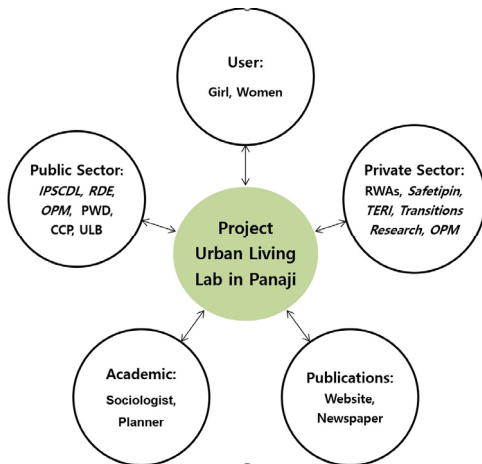 User:
Girl, Women
Public Sector:
IPSCDL, RDE,
OPM, PWD,
CCP, ULB
Private Sector:
RWAs, Safetipin,
TERI, Transitions
Research, OPM
Project
Urban Living
Lab in Panaji
Academic:
Sociologist,
Planner
Publications:
Website,
Newspaper